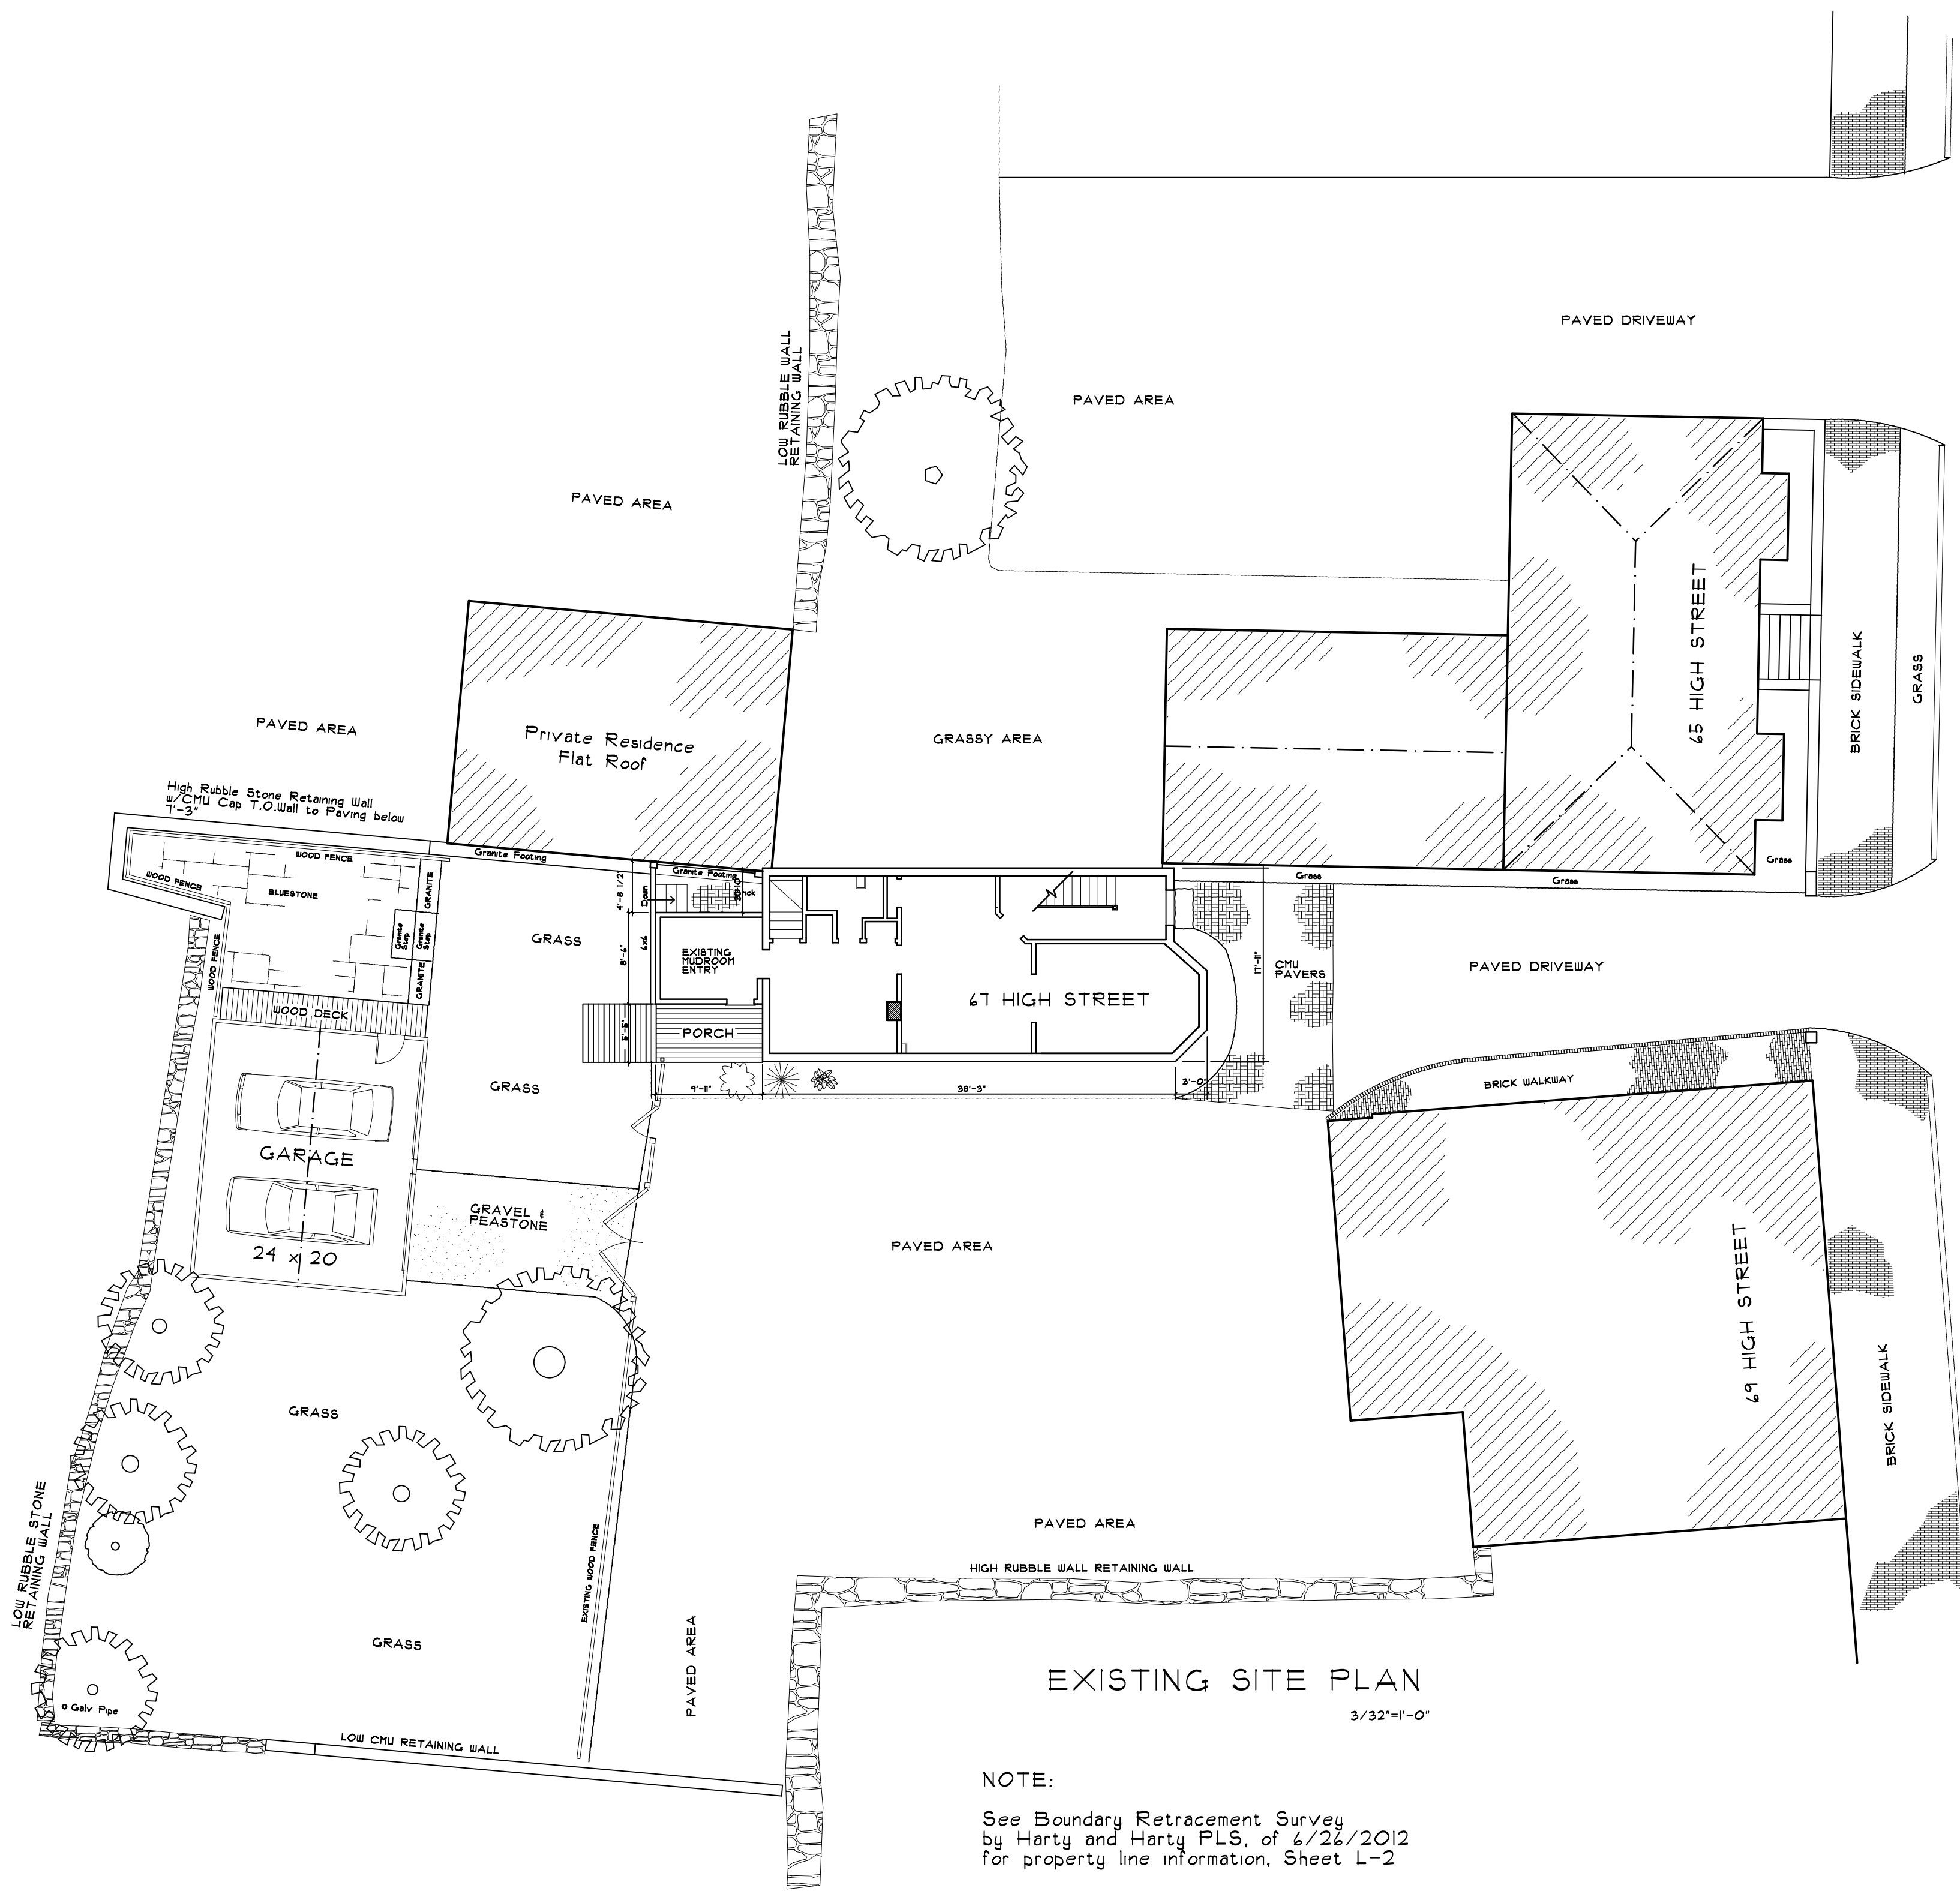 PAVED DRIVEWAY
LOW RUBBLE WALL
RETAINING WALL
PAVED AREA
PAVED AREA
65 HIGH STREET
BRICK SIDEWALK
GRASS
PAVED AREA
Private Residence
Flat Roof
GRASSY AREA
High Rubble Stone Retaining Wall
w/CMU Cap T.O.Wall to Paving below
7'-3"
Granite Footing
WOOD FENCE
WOOD FENCE
BLUESTONE
GRANITE
Granite
Step
Granite
Step
GRANITE
WOOD FENCE
WOOD DECK
GRASS
4'-8 1/2"
Down
Granite Footing
8'-6"
6x6
EXISTING
MUDROOM
ENTRY
67 HIGH STREET
PORCH
5'-5"
9'-11"
38'-3"
3'-0"
17'-11"
CMU
PAVERS
Grass
Grass
Grass
PAVED DRIVEWAY
BRICK WALKWAY
GRASS
GARAGE
24 x 20
GRAVEL &
PEASTONE
PAVED AREA
69 HIGH STREET
BRICK SIDEWALK
GRASS
LOW RUBBLE STONE
RETAINING WALL
EXISTING WOOD FENCE
PAVED AREA
HIGH RUBBLE WALL RETAINING WALL
GRASS
PAVED AREA
Galv Pipe
LOW CMU RETAINING WALL
EXISTING SITE PLAN
3/32"=1'-0"
NOTE:
See Boundary Retracement Survey
by Harty and Harty PLS, of 6/26/2012
for property line information, Sheet L-2